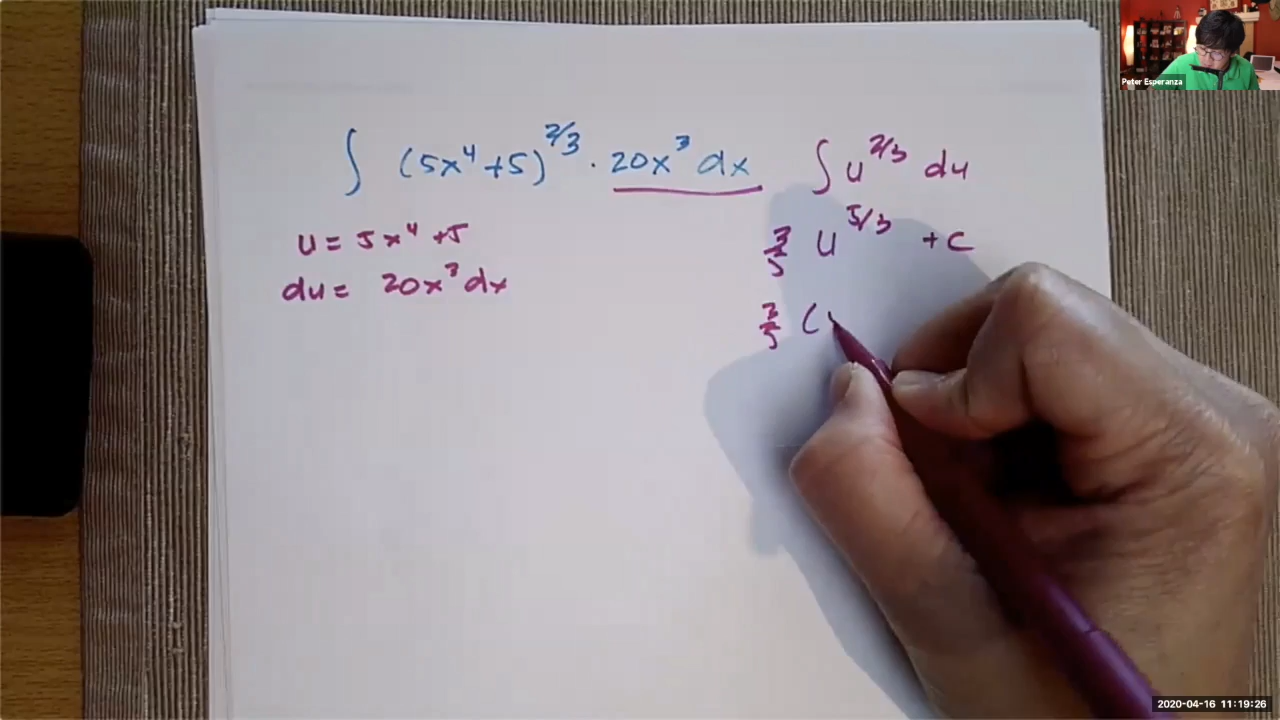 Peter Esperanza
∫ (5x⁴+5)^2/3 · 20x³ dx
∫ u^2/3 du
u = 5x⁴ +5
du = 20x³ dx
3/5 u^5/3 + c
3/5 (
2020-04-16 11:19:26